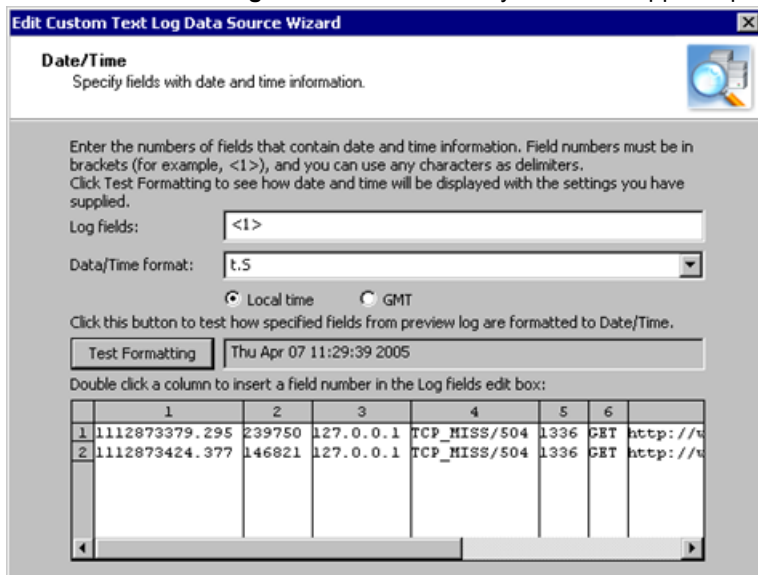 Edit Custom Text Log Data Source Wizard
Date/Time
Specify fields with date and time information.
Enter the numbers of fields that contain date and time information. Field numbers must be in
brackets (for example, <1>), and you can use any characters as delimiters.
Click Test Formatting to see how date and time will be displayed with the settings you have
supplied.
Log fields: <1>
Data/Time format: t.S
Local time GMT
Click this button to test how specified fields from preview log are formatted to Date/Time.
Test Formatting Thu Apr 07 11:29:39 2005
Double click a column to insert a field number in the Log fields edit box:
1 2 3 4 5 6
1 1112873379.295 239750 127.0.0.1 TCP_MISS/504 1336 GET http://
2 1112873424.377 146821 127.0.0.1 TCP_MISS/504 1336 GET http://